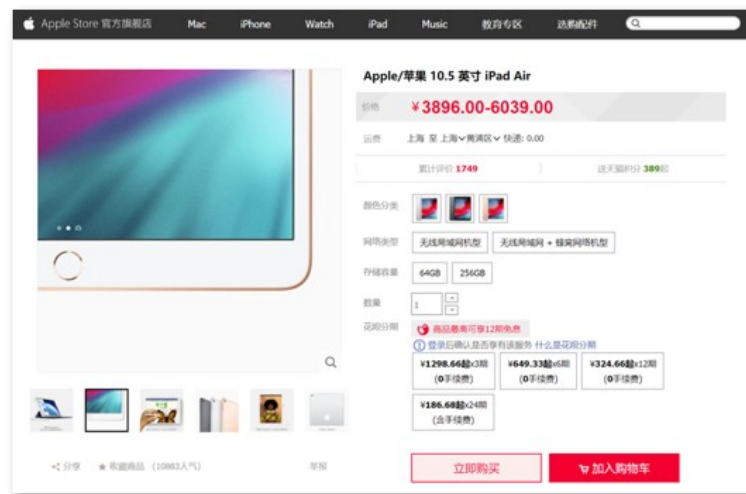 Apple Store 官方旗舰店 Mac iPhone Watch iPad Music 教育专区 选购配件
Apple/苹果 10.5 英寸 iPad Air
价格 ¥3896.00-6039.00
运费 上海 至 上海 黄浦区 快递: 0.00
累计评价 1749 送天猫积分 389起
颜色分类
网络类型 无线局域网机型 无线局域网 + 蜂窝网络机型
存储容量 64GB 256GB
数量 1
花呗分期 商品最高可享12期免息
登录后确认是否享有该服务 什么是花呗分期
¥1298.66起x3期 ¥649.33起x6期 ¥324.66起x12期
(0手续费) (0手续费) (0手续费)
¥186.68起x24期
(含手续费)
分享 收藏商品 (10863人气) 举报
立即购买 加入购物车